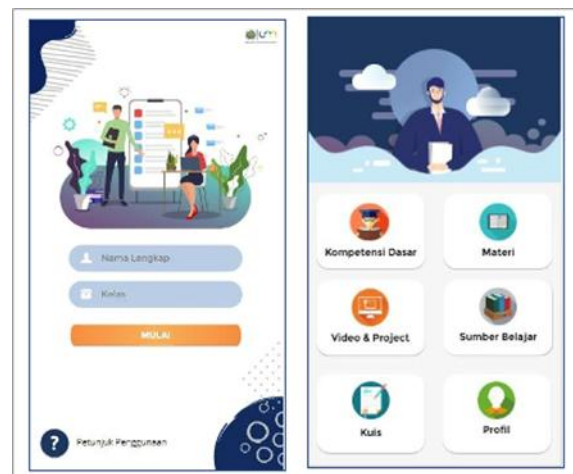 Nama Lengkap
Kelas
MULAI
?
Petunjuk Penggunaan
Kompetensi Dasar
Materi
Video & Project
Sumber Belajar
Kuis
Profil